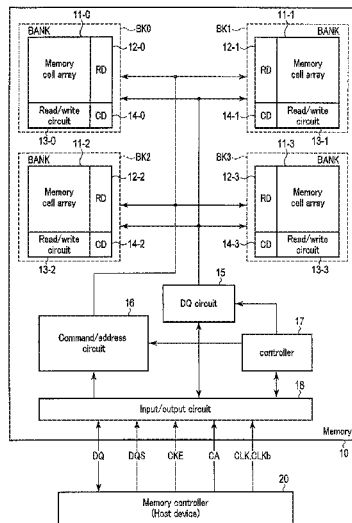 11-0
11-1
BANK
BK0
BK1
BANK
12-0
12-1
Memory
cell array
RD
RD
Memory
cell array
Read/write
circuit
CD
14-0
14-1
CD
Read/write
circuit
13-0
11-2
11-3
13-1
BANK
BK2
BK3
BANK
12-2
12-3
Memory
cell array
RD
RD
Memory
cell array
Read/write
circuit
CD
14-2
14-3
CD
Read/write
circuit
13-2
13-3
15
16
DQ circuit
17
Command/address
circuit
controller
18
Input/output circuit
Memory
10
DQ
DQS
CKE
CA
CLK,CLKb
20
Memory controller
(Host device)